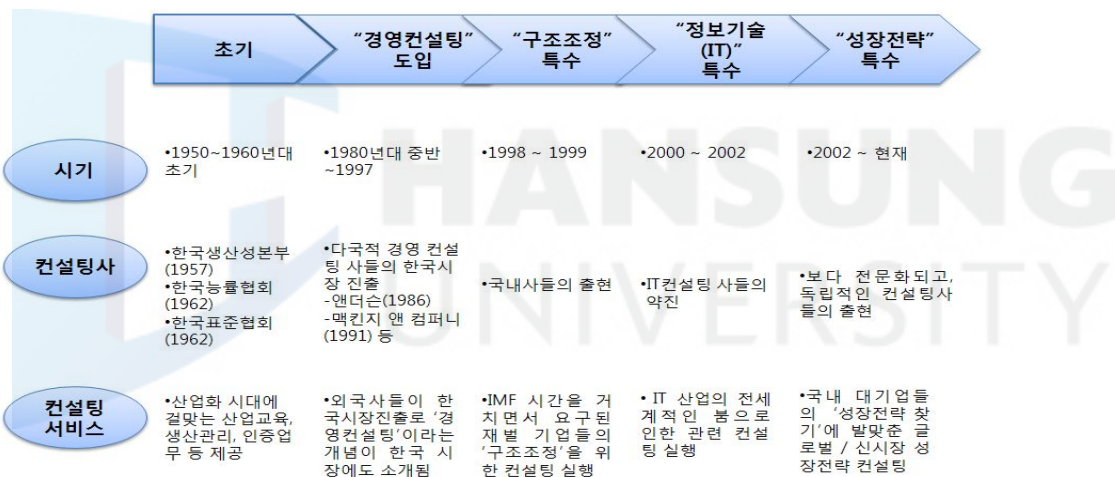 초기
“경영컨설팅”
도입
“구조조정”
특수
“정보기술
(IT)”
특수
“성장전략”
특수
시기
•1950~1960년대
초기
•1980년대 중반
~1997
•1998 ~ 1999
•2000 ~ 2002
•2002 ~ 현재
컨설팅사
•한국생산성본부
(1957)
•한국능률협회
(1962)
•한국표준협회
(1962)
•다국적 경영 컨설
팅 사들의 한국시
장 진출
-앤더슨(1986)
-맥킨지 앤 컴퍼니
(1991) 등
•국내사들의 출현
•IT컨설팅 사들의
약진
•보다 전문화되고,
독립적인 컨설팅사
들의 출현
컨설팅
서비스
•산업화 시대에
걸맞는 산업교육,
생산관리, 인증업
무 등 제공
•외국사들이 한
국시장진출로 ‘경
영컨설팅’이라는
개념이 한국 시
장에도 소개됨
•IMF 시간을 거
치면서 요구된
재벌 기업들의
‘구조조정’을 위
한 컨설팅 실행
• IT 산업의 전세
계적인 붐으로
인한 관련 컨설
팅 실행
•국내 대기업들
의 ‘성장전략 찾
기’에 발맞춘 글
로벌 / 신시장 성
장전략 컨설팅
HANSUNG
UNIVERSITY